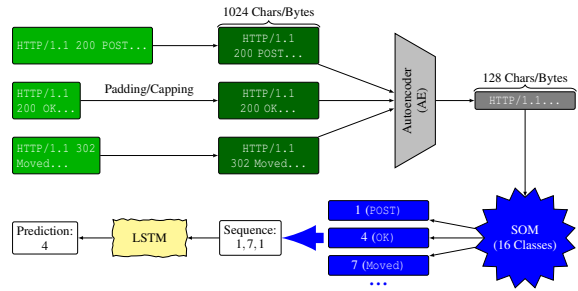 1024 Chars/Bytes
HTTP/1.1 200 POST...
HTTP/1.1
200 POST...
128 Chars/Bytes
HTTP/1.1
200 OK...
Padding/Capping
HTTP/1.1
200 OK...
Autoencoder
(AE)
HTTP/1.1...
HTTP/1.1 302
Moved...
HTTP/1.1
302 Moved...
1 (POST)
4 (OK)
7 (Moved)
...
SOM
(16 Classes)
Sequence:
1, 7, 1
LSTM
Prediction:
4